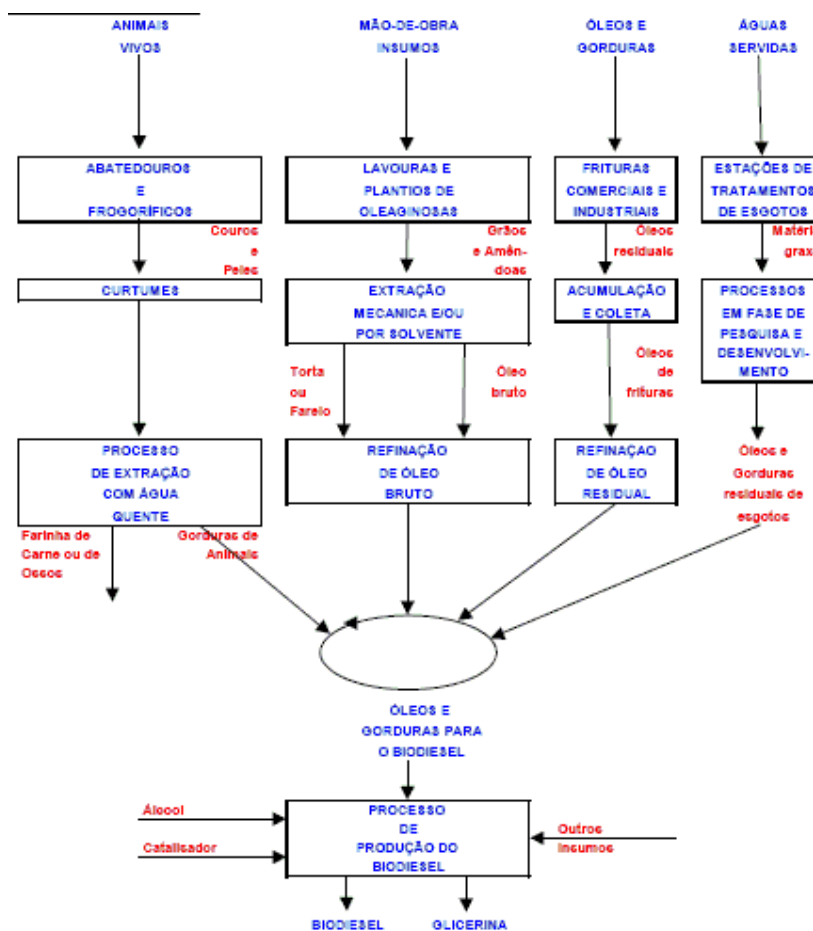 ANIMAIS
VIVOS
MÃO-DE-OBRA
INSUMOS
ÓLEOS E
GORDURAS
ÁGUAS
SERVIDAS
ABATEDOUROS
E
FROGORÍFICOS
LAVOURAS E
PLANTIOS DE
OLEAGINOSAS
FRITURAS
COMERCIAIS E
INDUSTRIAIS
ESTAÇÕES DE
TRATAMENTOS
DE ESGOTOS
Couros
e
Peles
Grãos
e Amên-
doas
Óleos
residuais
Matéri
grax
CURTUMES
EXTRAÇÃO
MECANICA E/OU
POR SOLVENTE
ACUMULAÇÃO
E COLETA
PROCESSOS
EM FASE DE
PESQUISA E
DESENVOLVI-
MENTO
Torta
ou
Farelo
Óleo
bruto
Óleos
de
frituras
PROCESSO
DE EXTRAÇÃO
COM ÁGUA
QUENTE
REFINAÇÃO
DE ÓLEO
BRUTO
REFINAÇAO
DE ÓLEO
RESIDUAL
Óleos e
Gorduras
residuais de
esgotos
Farinha de
Carne ou de
Ossos
Gorduras de
Animais
ÓLEOS E
GORDURAS PARA
O BIODIESEL
Álcool
Catalisador
PROCESSO
DE
PRODUÇÃO DO
BIODIESEL
Outros
Insumos
BIODIESEL
GLICERINA